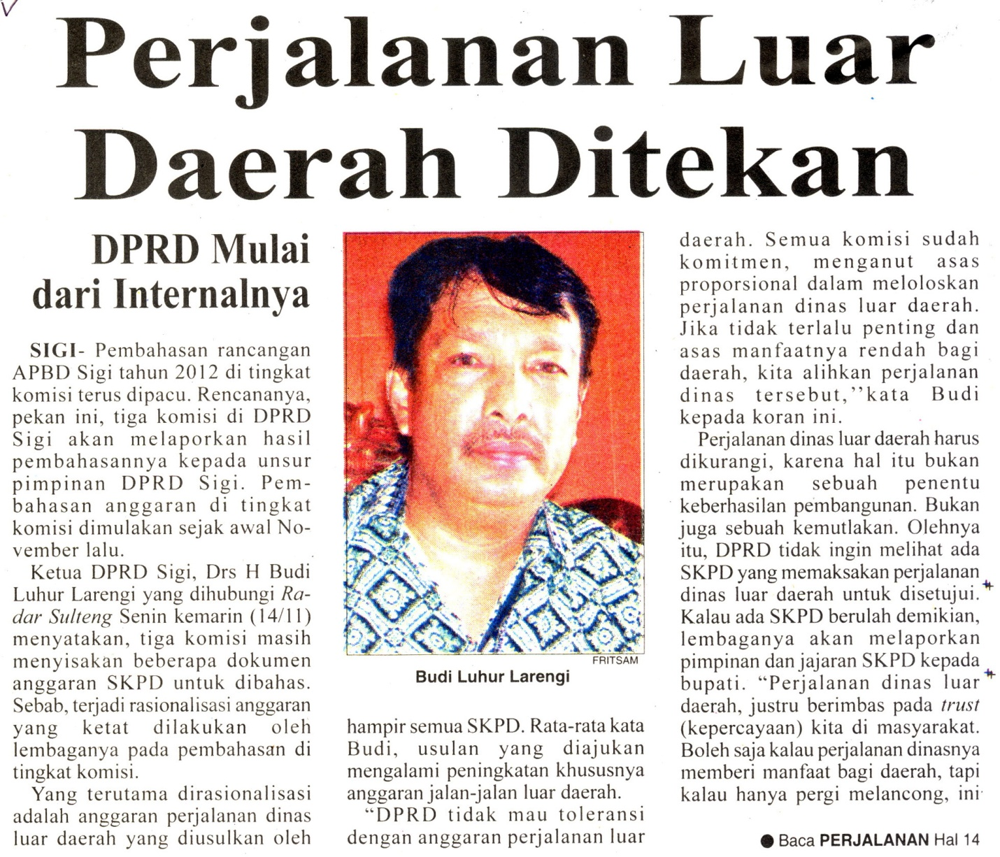 Perjalanan Luar
Daerah Ditekan
DPRD Mulai
dari Internalnya
SIGI- Pembahasan rancangan
APBD Sigi tahun 2012 di tingkat
komisi terus dipacu. Rencananya,
pekan ini, tiga komisi di DPRD
Sigi akan melaporkan hasil
pembahasannya kepada unsur
pimpinan DPRD Sigi. Pem-
bahasan anggaran di tingkat
komisi dimulakan sejak awal No-
vember lalu.
Ketua DPRD Sigi, Drs H Budi
Luhur Larengi yang dihubungi Ra-
dar Sulteng Senin kemarin (14/11)
menyatakan, tiga komisi masih
menyisakan beberapa dokumen
anggaran SKPD untuk dibahas.
Sebab, terjadi rasionalisasi anggaran
yang ketat dilakukan oleh
lembaganya pada pembahasan di
tingkat komisi.
Yang terutama dirasionalisasi
adalah anggaran perjalanan dinas
luar daerah yang diusulkan oleh
FRITSAM
Budi Luhur Larengi
hampir semua SKPD. Rata-rata kata
Budi, usulan yang diajukan
mengalami peningkatan khususnya
anggaran jalan-jalan luar daerah.
“DPRD tidak mau toleransi
dengan anggaran perjalanan luar
daerah. Semua komisi sudah
komitmen, menganut asas
proporsional dalam meloloskan
perjalanan dinas luar daerah.
Jika tidak terlalu penting dan
asas manfaatnya rendah bagi
daerah, kita alihkan perjalanan
dinas tersebut,’’kata Budi
kepada koran ini.
Perjalanan dinas luar daerah harus
dikurangi, karena hal itu bukan
merupakan sebuah penentu
keberhasilan pembangunan. Bukan
juga sebuah kemutlakan. Olehnya
itu, DPRD tidak ingin melihat ada
SKPD yang memaksakan perjalanan
dinas luar daerah untuk disetujui.
Kalau ada SKPD berulah demikian,
lembaganya akan melaporkan
pimpinan dan jajaran SKPD kepada
bupati. “Perjalanan dinas luar
daerah, justru berimbas pada trust
(kepercayaan) kita di masyarakat.
Boleh saja kalau perjalanan dinasnya
memberi manfaat bagi daerah, tapi
kalau hanya pergi melancong, ini
● Baca PERJALANAN Hal 14